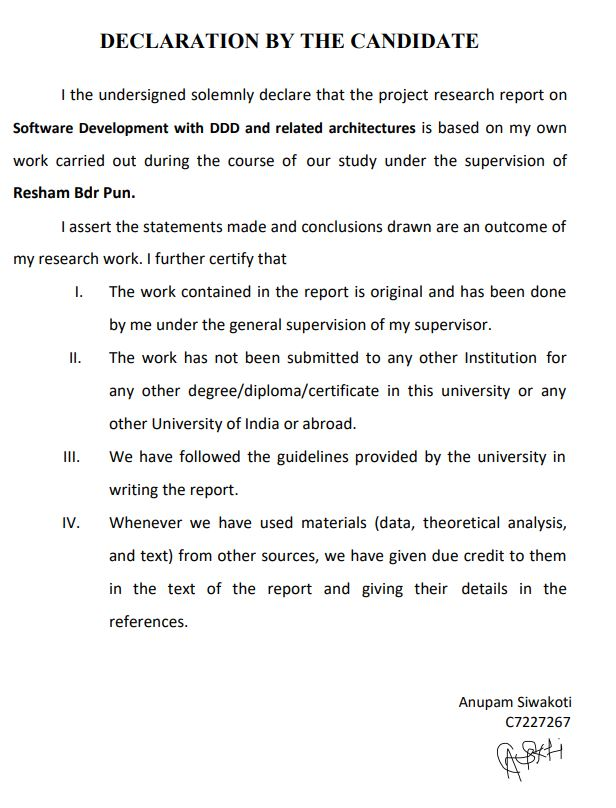 DECLARATION BY THE CANDIDATE
I the undersigned solemnly declare that the project research report on
Software Development with DDD and related architectures is based on my own
work carried out during the course of our study under the supervision of
Resham Bdr Pun.
I assert the statements made and conclusions drawn are an outcome of
my research work. I further certify that
I. The work contained in the report is original and has been done
by me under the general supervision of my supervisor.
II. The work has not been submitted to any other Institution for
any other degree/diploma/certificate in this university or any
other University of India or abroad.
III. We have followed the guidelines provided by the university in
writing the report.
IV. Whenever we have used materials (data, theoretical analysis,
and text) from other sources, we have given due credit to them
in the text of the report and giving their details in the
references.
Anupam Siwakoti
C7227267